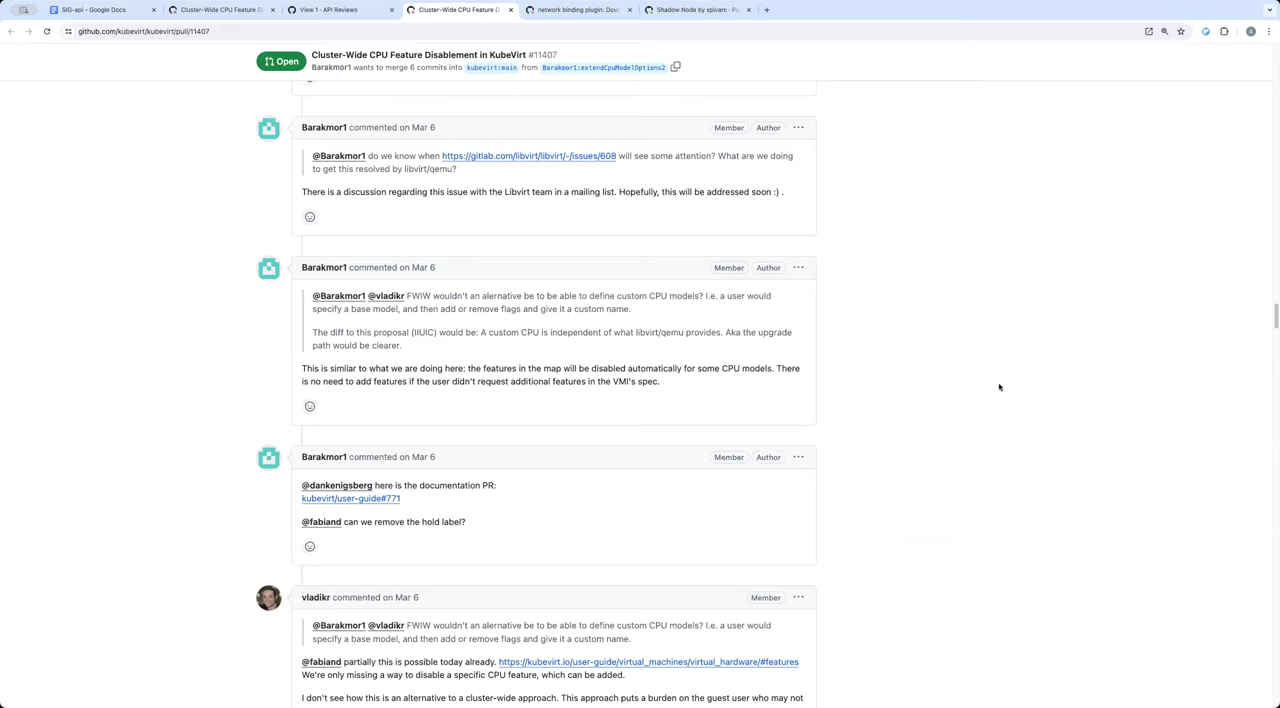 SIG-api - Google Docs
Cluster-Wide CPU Feature D
View 1 · API Reviews
Cluster-Wide CPU Feature D
network binding plugin: Dow
Shadow Node by xpivarc · Pu
github.com/kubevirt/kubevirt/pull/11407
Open
Cluster-Wide CPU Feature Disablement in KubeVirt #11407
Barakmor1 wants to merge 6 commits into kubevirt:main from Barakmor1:extendCpuModelOptions2
Barakmor1 commented on Mar 6
Member
Author
@Barakmor1 do we know when https://gitlab.com/libvirt/libvirt/-/issues/608 will see some attention? What are we doing
to get this resolved by libvirt/qemu?
There is a discussion regarding this issue with the Libvirt team in a mailing list. Hopefully, this will be addressed soon :) .
Barakmor1 commented on Mar 6
Member
Author
@Barakmor1 @vladikr FWIW wouldn't an alernative be to be able to define custom CPU models? I.e. a user would
specify a base model, and then add or remove flags and give it a custom name.
The diff to this proposal (IIUIC) would be: A custom CPU is independent of what libvirt/qemu provides. Aka the upgrade
path would be clearer.
This is similar to what we are doing here: the features in the map will be disabled automatically for some CPU models. There
is no need to add features if the user didn't request additional features in the VMI's spec.
Barakmor1 commented on Mar 6
Member
Author
@dankenigsberg here is the documentation PR:
kubevirt/user-guide#771
@fabiand can we remove the hold label?
vladikr commented on Mar 6
Member
@Barakmor1 @vladikr FWIW wouldn't an alernative be to be able to define custom CPU models? I.e. a user would
specify a base model, and then add or remove flags and give it a custom name.
@fabiand partially this is possible today already. https://kubevirt.io/user-guide/virtual_machines/virtual_hardware/#features
We're only missing a way to disable a specific CPU feature, which can be added.
I don't see how this is an alternative to a cluster-wide approach. This approach puts a burden on the guest user who may not